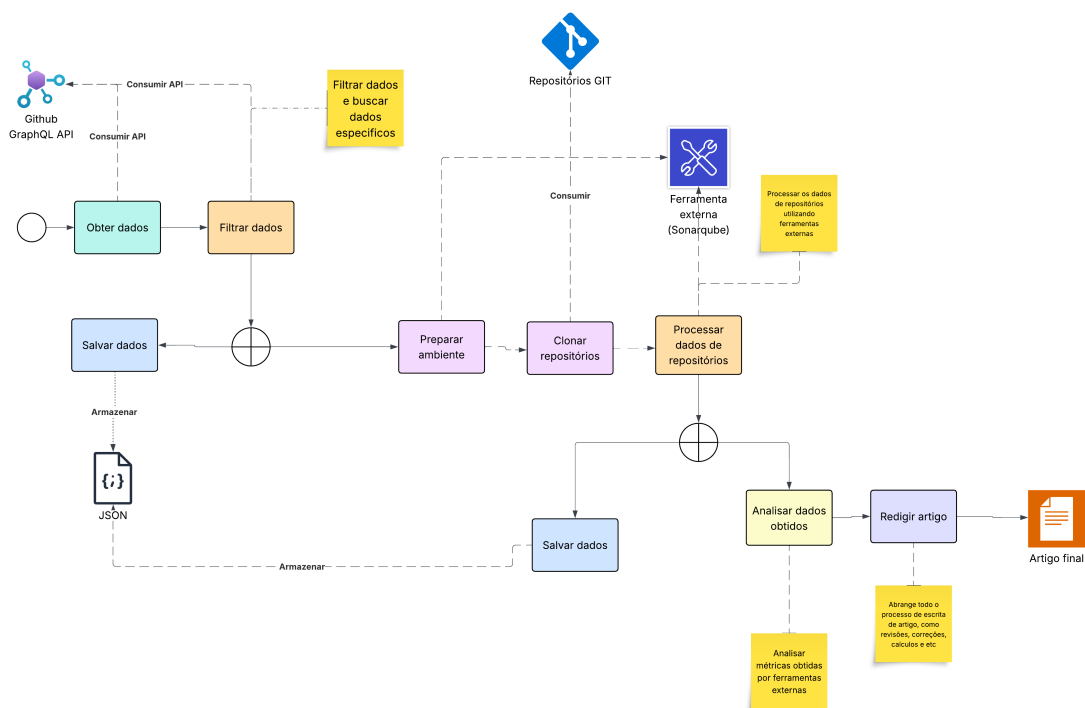 Repositórios GIT
Consumir API
Github
GraphQL API
Consumir API
Filtrar dados
e buscar
dados
especificos
Consumir
Ferramenta
externa
(Sonarqube)
Processar os dados
de repositórios
utilizando
ferramentas
externas
Obter dados
Filtrar dados
Salvar dados
Preparar
ambiente
Clonar
repositórios
Processar
dados de
repositórios
Armazenar
{;}
JSON
Salvar dados
Armazenar
Analisar dados
obtidos
Redigir artigo
Artigo final
Abrange todo o
processo de escrita
de artigo, como
revisões, correções,
calculos e etc
Analisar
métricas obtidas
por ferramentas
externas